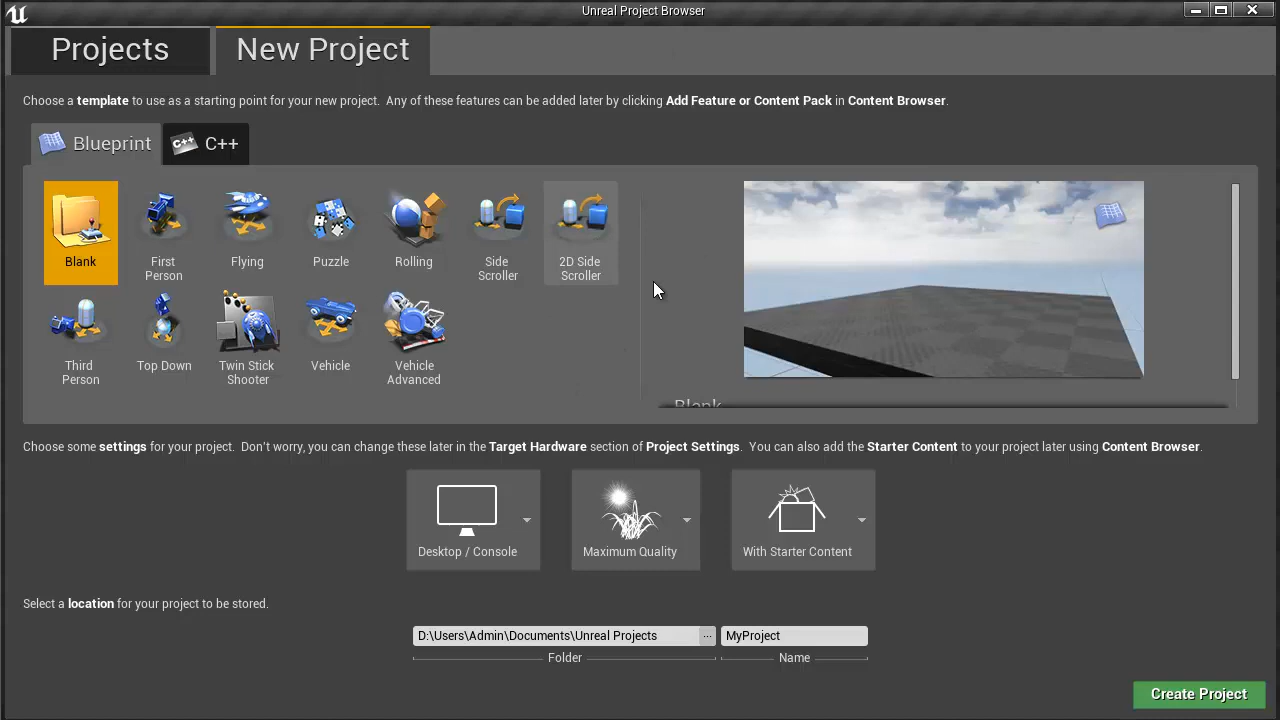 Unreal Project Browser
Projects
New Project
Choose a template to use as a starting point for your new project. Any of these features can be added later by clicking Add Feature or Content Pack in Content Browser.
Blueprint
C++
C++
Blank
First
Person
Flying
Puzzle
Rolling
Side
Scroller
2D Side
Scroller
Third
Person
Top Down
Twin Stick
Shooter
Vehicle
Vehicle
Advanced
Blank
Choose some settings for your project. Don't worry, you can change these later in the Target Hardware section of Project Settings. You can also add the Starter Content to your project later using Content Browser.
Desktop / Console
Maximum Quality
With Starter Content
Select a location for your project to be stored.
D:\Users\Admin\Documents\Unreal Projects
...
MyProject
Folder
Name
Create Project